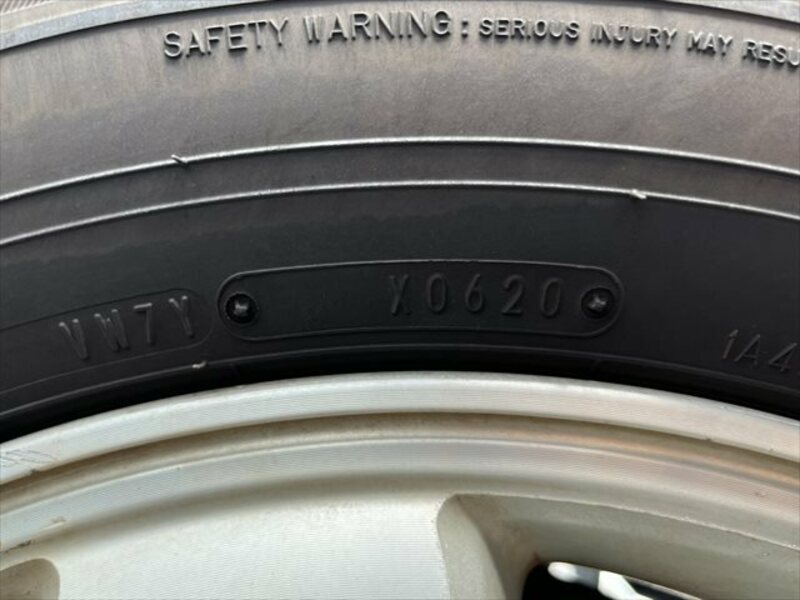 SAFETY WARNING: SERIOUS INJURY MAY RESU
VW7Y X0620
1A4